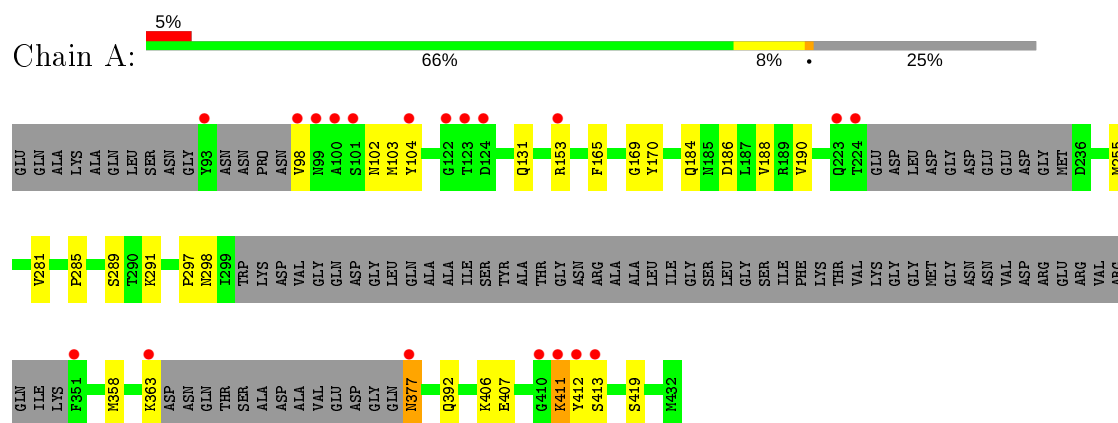 5%
Chain A:
66% 8% • 25%
GLU GLN ALA LYS ALA GLN LEU SER ASN GLY Y93 ASN ASN PRO ASN V98 N99 A100 S101 N102 M103 Y104 G122 T123 D124 Q131 R153 F165 G169 Y170 Q184 N185 D186 L187 V188 R189 V190 Q223 T224 GLU ASP LEU ASP GLY GLU GLU ASP GLY MET D236 M255
V281 P285 S289 T290 K291 P297 N298 I299 TRP LYS ASP VAL GLY GLN ASP GLY LEU GLN ALA ALA ILE SER TYR ALA THR GLY ASN ARG ALA ALA LEU ILE GLY SER LEU GLY SER ILE PHE LYS THR VAL LYS GLY GLY MET GLY ASN ASN VAL ASP ARG GLU ARG VAL ARG
GLN ILE LYS F351 M358 K363 ASP ASN GLN THR SER ALA ASP ALA VAL GLU ASP GLY GLN N377 Q392 K406 E407 G410 K411 Y412 S413 S419 M432